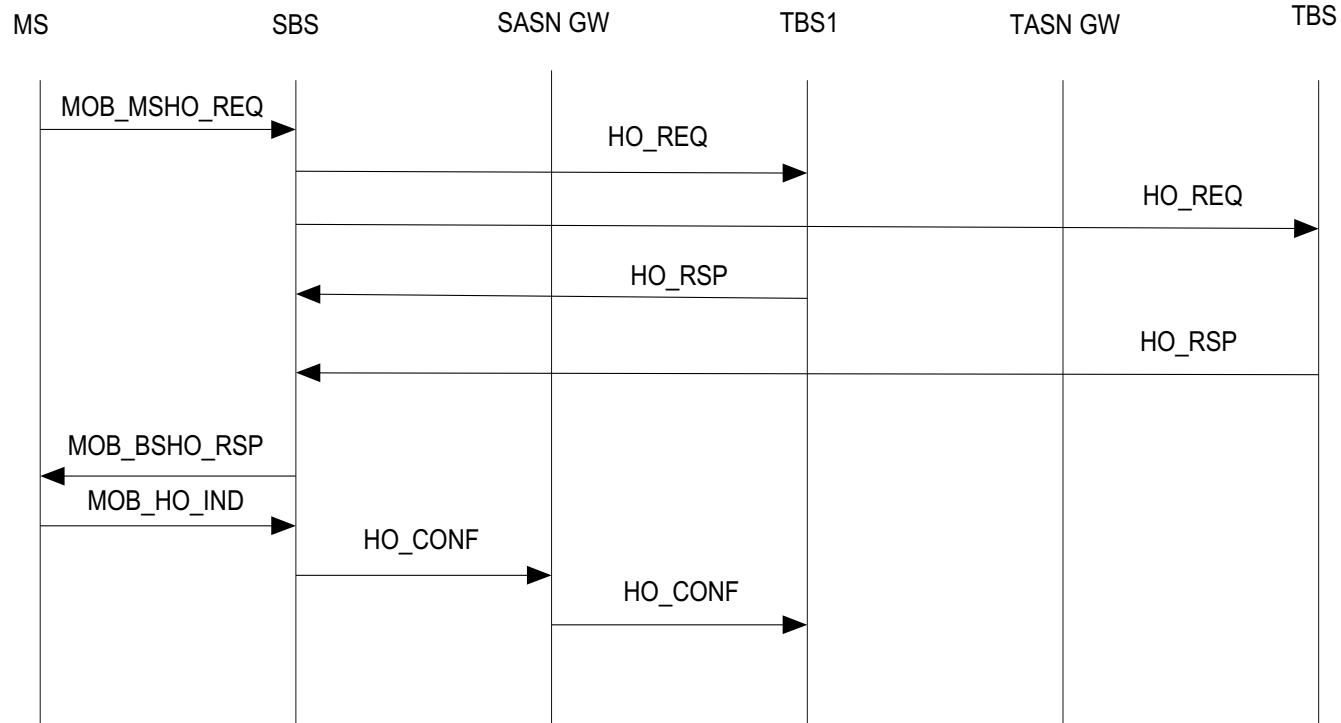 MS
SBS
SASN GW
TBS1
TASN GW
TBS
MOB_MSHO_REQ
HO_REQ
HO_REQ
HO_RSP
HO_RSP
MOB_BSHO_RSP
MOB_HO_IND
HO_CONF
HO_CONF